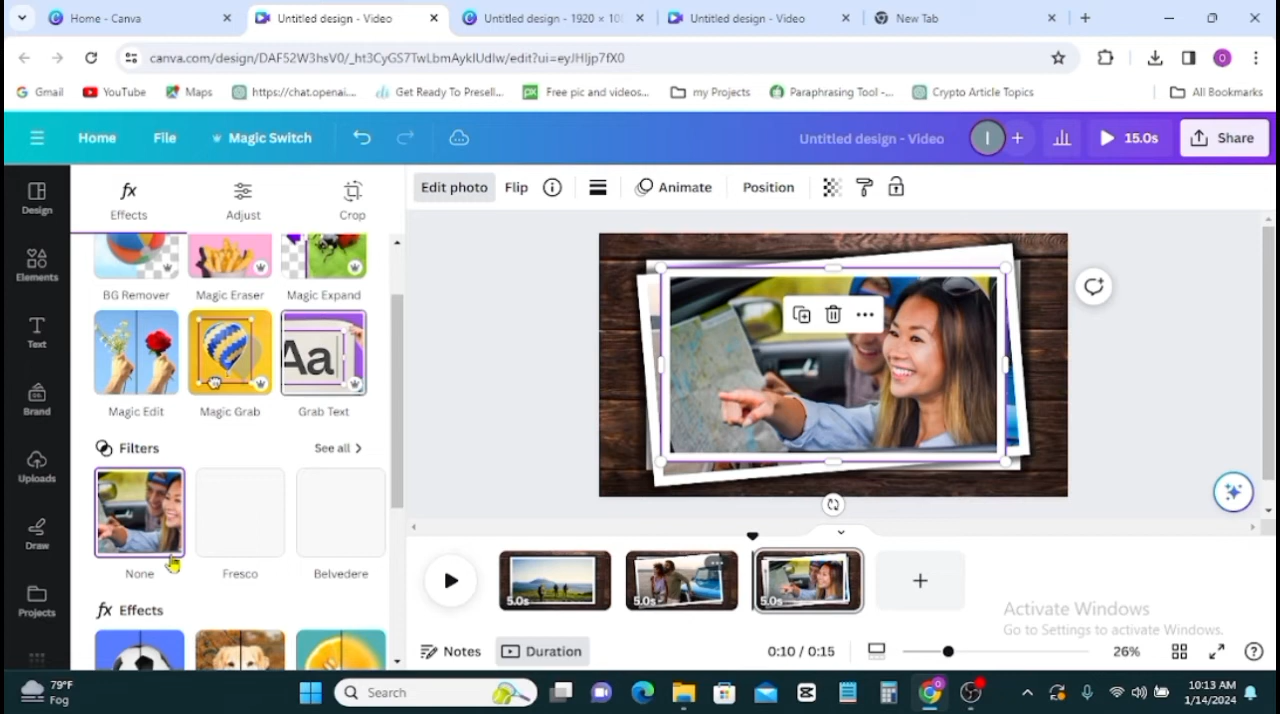 Home - Canva
Untitled design - Video
Untitled design - 1920 × 10
Untitled design - Video
New Tab
canva.com/design/DAF52W3hsV0/_ht3CyGS7TwLbmAykIUdIw/edit?ui=eyJHIjp7fX0
O
Gmail
YouTube
Maps
https://chat.openai....
Get Ready To Presell...
Free pic and videos...
my Projects
Paraphrasing Tool -...
Crypto Article Topics
All Bookmarks
Home
File
Magic Switch
Untitled design - Video
I
15.0s
Share
Design
Elements
Text
Brand
Uploads
Draw
Projects
fx
Effects
Adjust
Crop
Edit photo
Flip
Animate
Position
BG Remover
Magic Eraser
Magic Expand
Aa
Magic Edit
Magic Grab
Grab Text
Filters
See all
None
Fresco
Belvedere
fx Effects
5.0s
5.0s
5.0s
Activate Windows
Go to Settings to activate Windows.
Notes
Duration
0:10 / 0:15
26%
79°F
Fog
Search
10:13 AM
1/14/2024